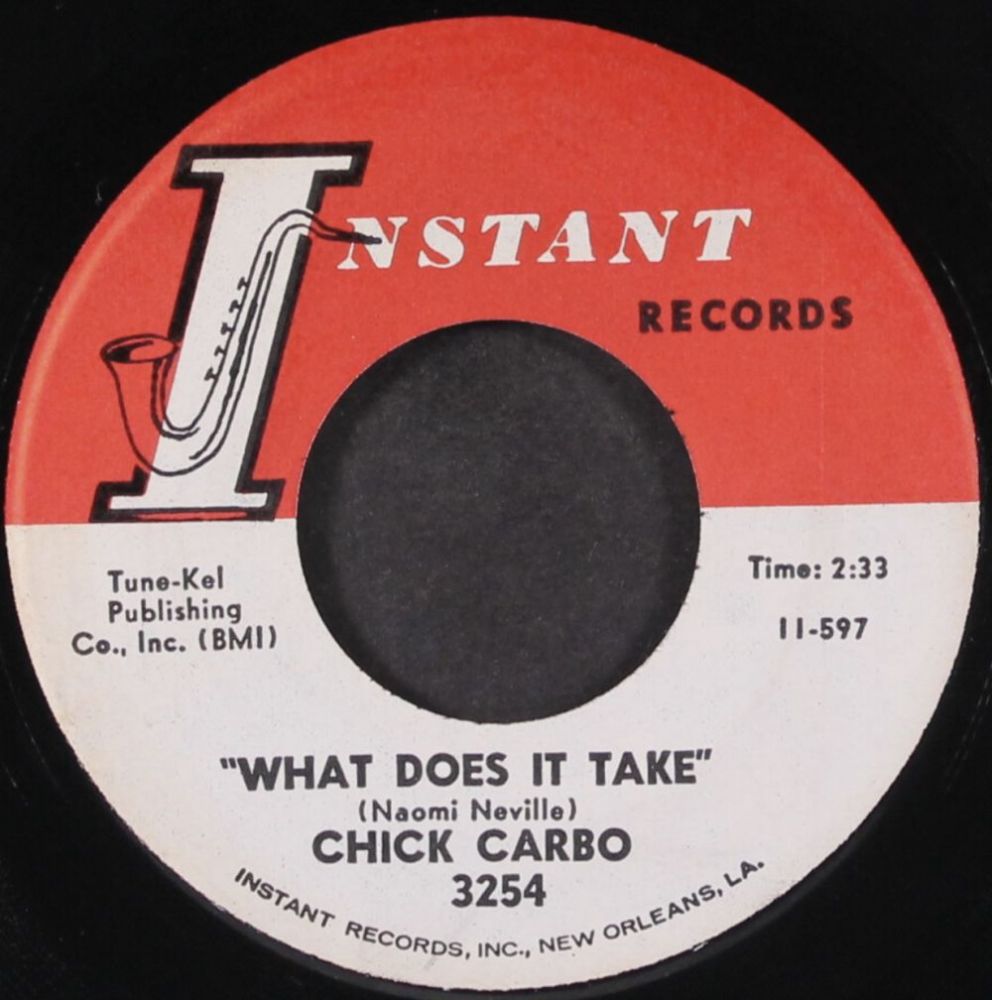 INSTANT
RECORDS
Tune-Kel
Publishing
Co., Inc. (BMI)
Time: 2:33
11-597
"WHAT DOES IT TAKE"
(Naomi Neville)
CHICK CARBO
3254
INSTANT RECORDS, INC., NEW ORLEANS, LA.